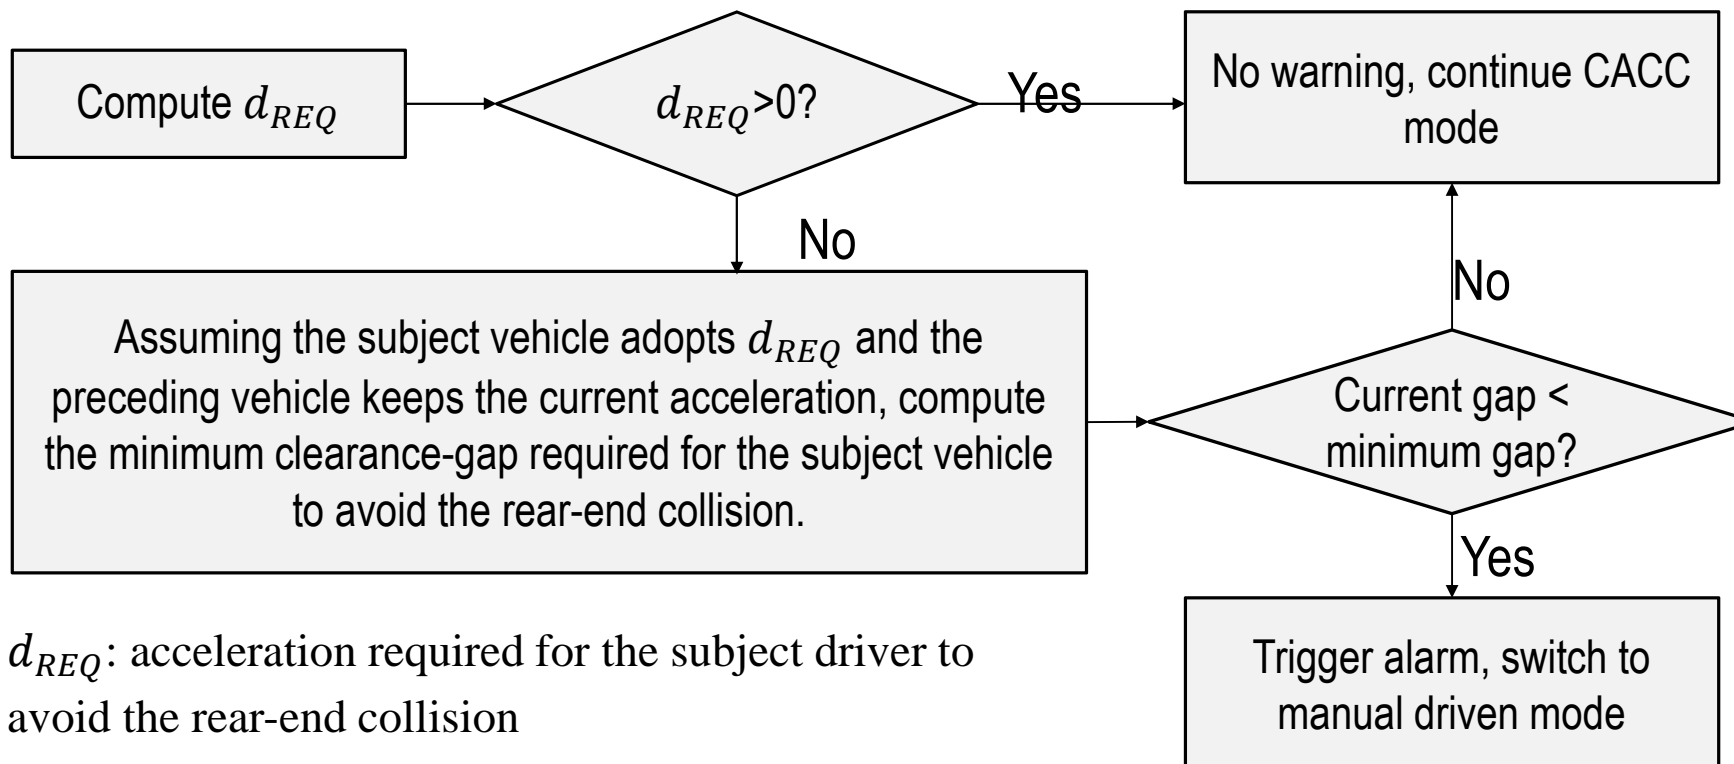 Compute d_REQ
d_REQ>0?
Yes
No warning, continue CACC
mode
No
Assuming the subject vehicle adopts d_REQ and the
preceding vehicle keeps the current acceleration, compute
the minimum clearance-gap required for the subject vehicle
to avoid the rear-end collision.
No
Current gap <
minimum gap?
Yes
Trigger alarm, switch to
manual driven mode
d_REQ: acceleration required for the subject driver to
avoid the rear-end collision